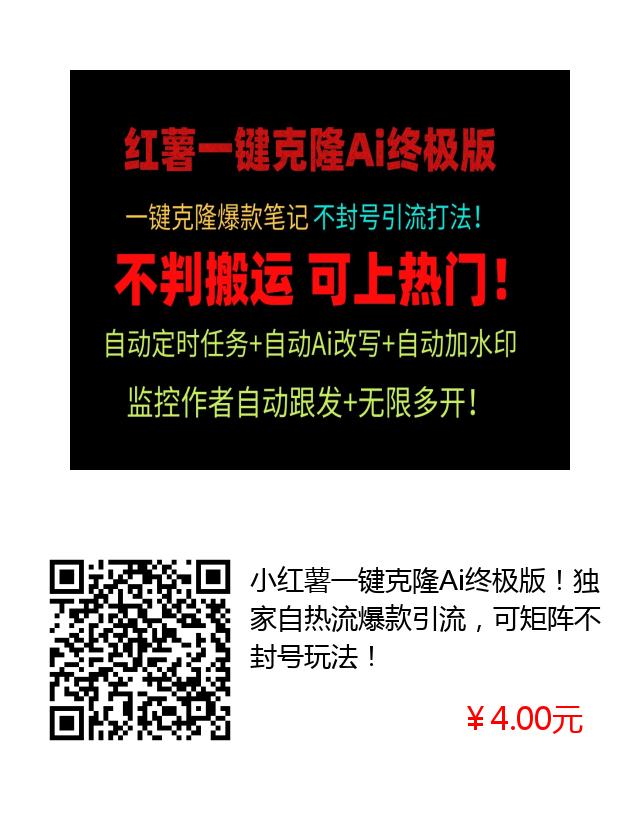 红薯一键克隆Ai终极版
一键克隆爆款笔记 不封号引流打法！
不判搬运 可上热门！
自动定时任务+自动Ai改写+自动加水印
监控作者自动跟发+无限多开！
小红薯一键克隆Ai终极版！独
家自热流爆款引流，可矩阵不
封号玩法！
￥4.00元